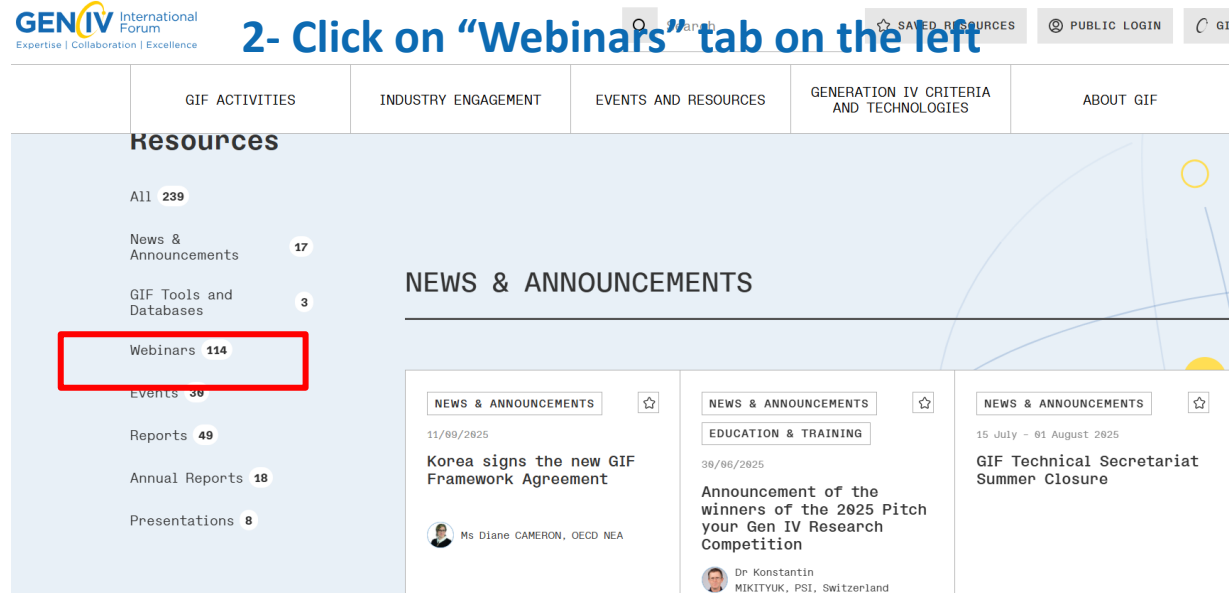 GEN IV International
Forum
Expertise | Collaboration | Excellence
2- Click on “Webinars” tab on the left
Search
SAVED RESOURCES
PUBLIC LOGIN
GI
GIF ACTIVITIES
INDUSTRY ENGAGEMENT
EVENTS AND RESOURCES
GENERATION IV CRITERIA
AND TECHNOLOGIES
ABOUT GIF
Resources
All 239
News &
Announcements 17
GIF Tools and
Databases 3
Webinars 114
Events 30
Reports 49
Annual Reports 18
Presentations 8
NEWS & ANNOUNCEMENTS
NEWS & ANNOUNCEMENTS
11/09/2025
Korea signs the new GIF
Framework Agreement
Ms Diane CAMERON, OECD NEA
NEWS & ANNOUNCEMENTS
EDUCATION & TRAINING
30/06/2025
Announcement of the
winners of the 2025 Pitch
your Gen IV Research
Competition
Dr Konstantin
MIKITYUK, PSI, Switzerland
NEWS & ANNOUNCEMENTS
15 July - 01 August 2025
GIF Technical Secretariat
Summer Closure